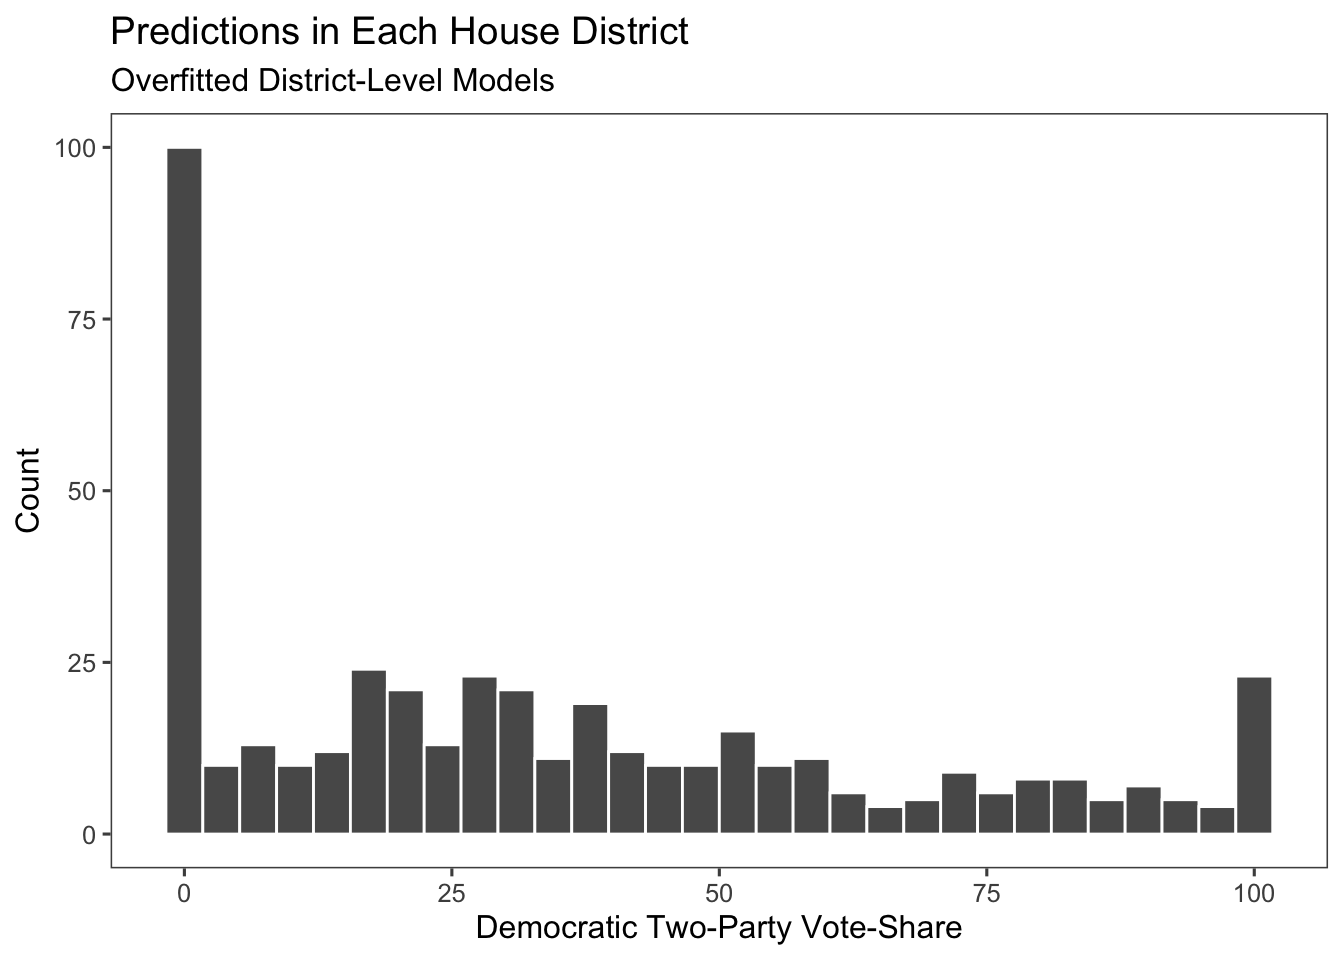 Predictions in Each House District
Overfitted District-Level Models
Count
100
75
50
25
0
0 25 50 75 100
Democratic Two-Party Vote-Share